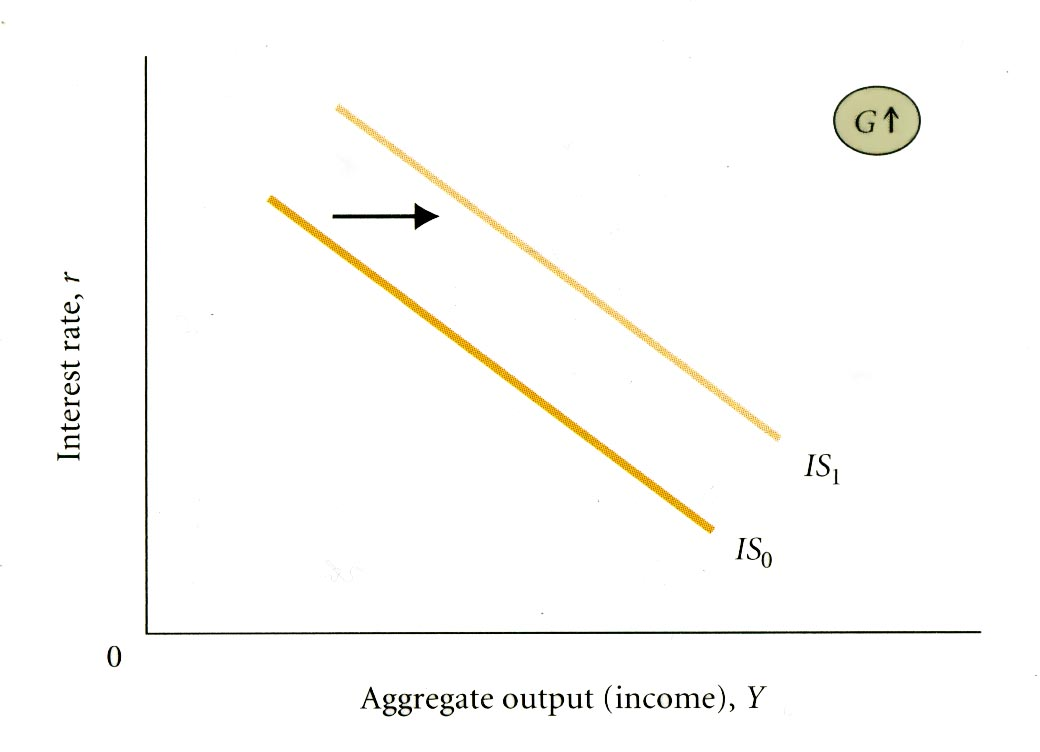 G↑
Interest rate, r
IS₁
IS₀
0
Aggregate output (income), Y